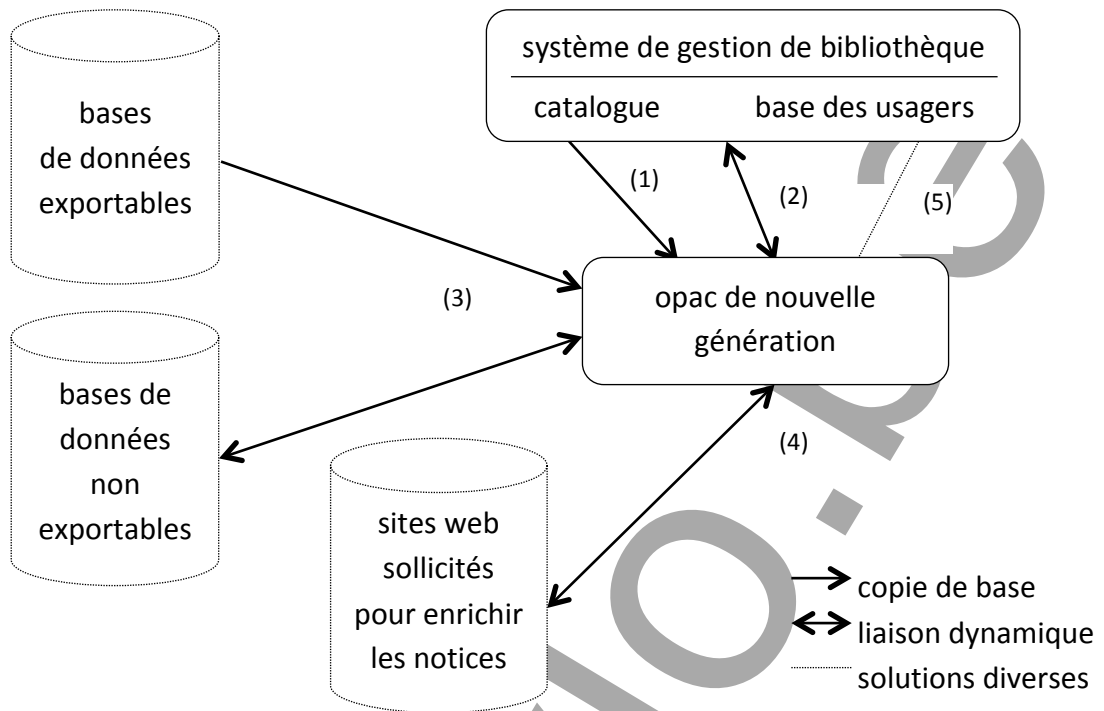 système de gestion de bibliothèque
catalogue
base des usagers
bases
de données
exportables
(1)
(2)
(5)
(3)
opac de nouvelle
génération
bases de
données
non
exportables
(4)
sites web
sollicités
pour enrichir
les notices
copie de base
liaison dynamique
solutions diverses